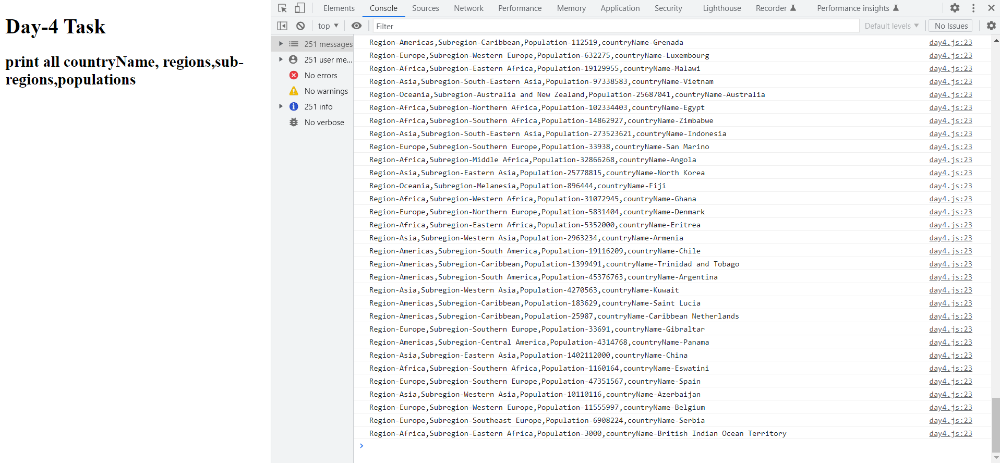 Day-4 Task
print all countryName, regions,sub-
regions,populations
Elements Console Sources Network Performance Memory Application Security Lighthouse Recorder Performance insights
top Filter Default levels No Issues
251 messages
251 user me...
No errors
No warnings
251 info
No verbose
Region-Americas,Subregion-Caribbean,Population-112519,countryName-Grenada day4.js:23
Region-Europe,Subregion-Western Europe,Population-632275,countryName-Luxembourg day4.js:23
Region-Africa,Subregion-Eastern Africa,Population-19129955,countryName-Malawi day4.js:23
Region-Asia,Subregion-South-Eastern Asia,Population-97338583,countryName-Vietnam day4.js:23
Region-Oceania,Subregion-Australia and New Zealand,Population-25687041,countryName-Australia day4.js:23
Region-Africa,Subregion-Northern Africa,Population-102334403,countryName-Egypt day4.js:23
Region-Africa,Subregion-Southern Africa,Population-14862927,countryName-Zimbabwe day4.js:23
Region-Asia,Subregion-South-Eastern Asia,Population-273523621,countryName-Indonesia day4.js:23
Region-Europe,Subregion-Southern Europe,Population-33938,countryName-San Marino day4.js:23
Region-Africa,Subregion-Middle Africa,Population-32866268,countryName-Angola day4.js:23
Region-Asia,Subregion-Eastern Asia,Population-25778815,countryName-North Korea day4.js:23
Region-Oceania,Subregion-Melanesia,Population-896444,countryName-Fiji day4.js:23
Region-Africa,Subregion-Western Africa,Population-31072945,countryName-Ghana day4.js:23
Region-Europe,Subregion-Northern Europe,Population-5831404,countryName-Denmark day4.js:23
Region-Africa,Subregion-Eastern Africa,Population-5352000,countryName-Eritrea day4.js:23
Region-Asia,Subregion-Western Asia,Population-2963234,countryName-Armenia day4.js:23
Region-Americas,Subregion-South America,Population-19116209,countryName-Chile day4.js:23
Region-Americas,Subregion-Caribbean,Population-1399491,countryName-Trinidad and Tobago day4.js:23
Region-Americas,Subregion-South America,Population-45376763,countryName-Argentina day4.js:23
Region-Asia,Subregion-Western Asia,Population-4270563,countryName-Kuwait day4.js:23
Region-Americas,Subregion-Caribbean,Population-183629,countryName-Saint Lucia day4.js:23
Region-Americas,Subregion-Caribbean,Population-25987,countryName-Caribbean Netherlands day4.js:23
Region-Europe,Subregion-Southern Europe,Population-33691,countryName-Gibraltar day4.js:23
Region-Americas,Subregion-Central America,Population-4314768,countryName-Panama day4.js:23
Region-Asia,Subregion-Eastern Asia,Population-1402112000,countryName-China day4.js:23
Region-Africa,Subregion-Southern Africa,Population-1160164,countryName-Eswatini day4.js:23
Region-Europe,Subregion-Southern Europe,Population-47351567,countryName-Spain day4.js:23
Region-Asia,Subregion-Western Asia,Population-10110116,countryName-Azerbaijan day4.js:23
Region-Europe,Subregion-Western Europe,Population-11555997,countryName-Belgium day4.js:23
Region-Europe,Subregion-Southeast Europe,Population-6908224,countryName-Serbia day4.js:23
Region-Africa,Subregion-Eastern Africa,Population-3000,countryName-British Indian Ocean Territory day4.js:23